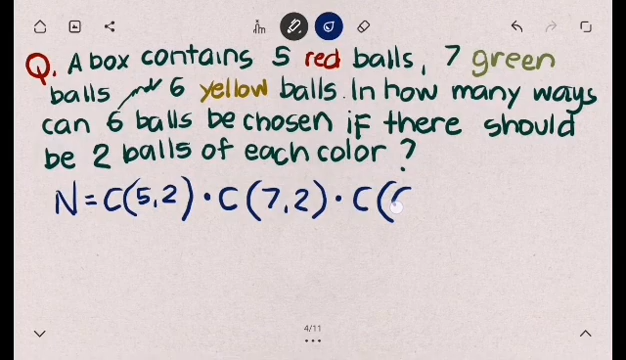 Q. A box contains 5 red balls, 7 green
balls and 6 yellow balls. In how many ways
can 6 balls be chosen if there should
be 2 balls of each color ?
N = C(5,2) · C(7,2) · C(
4/11